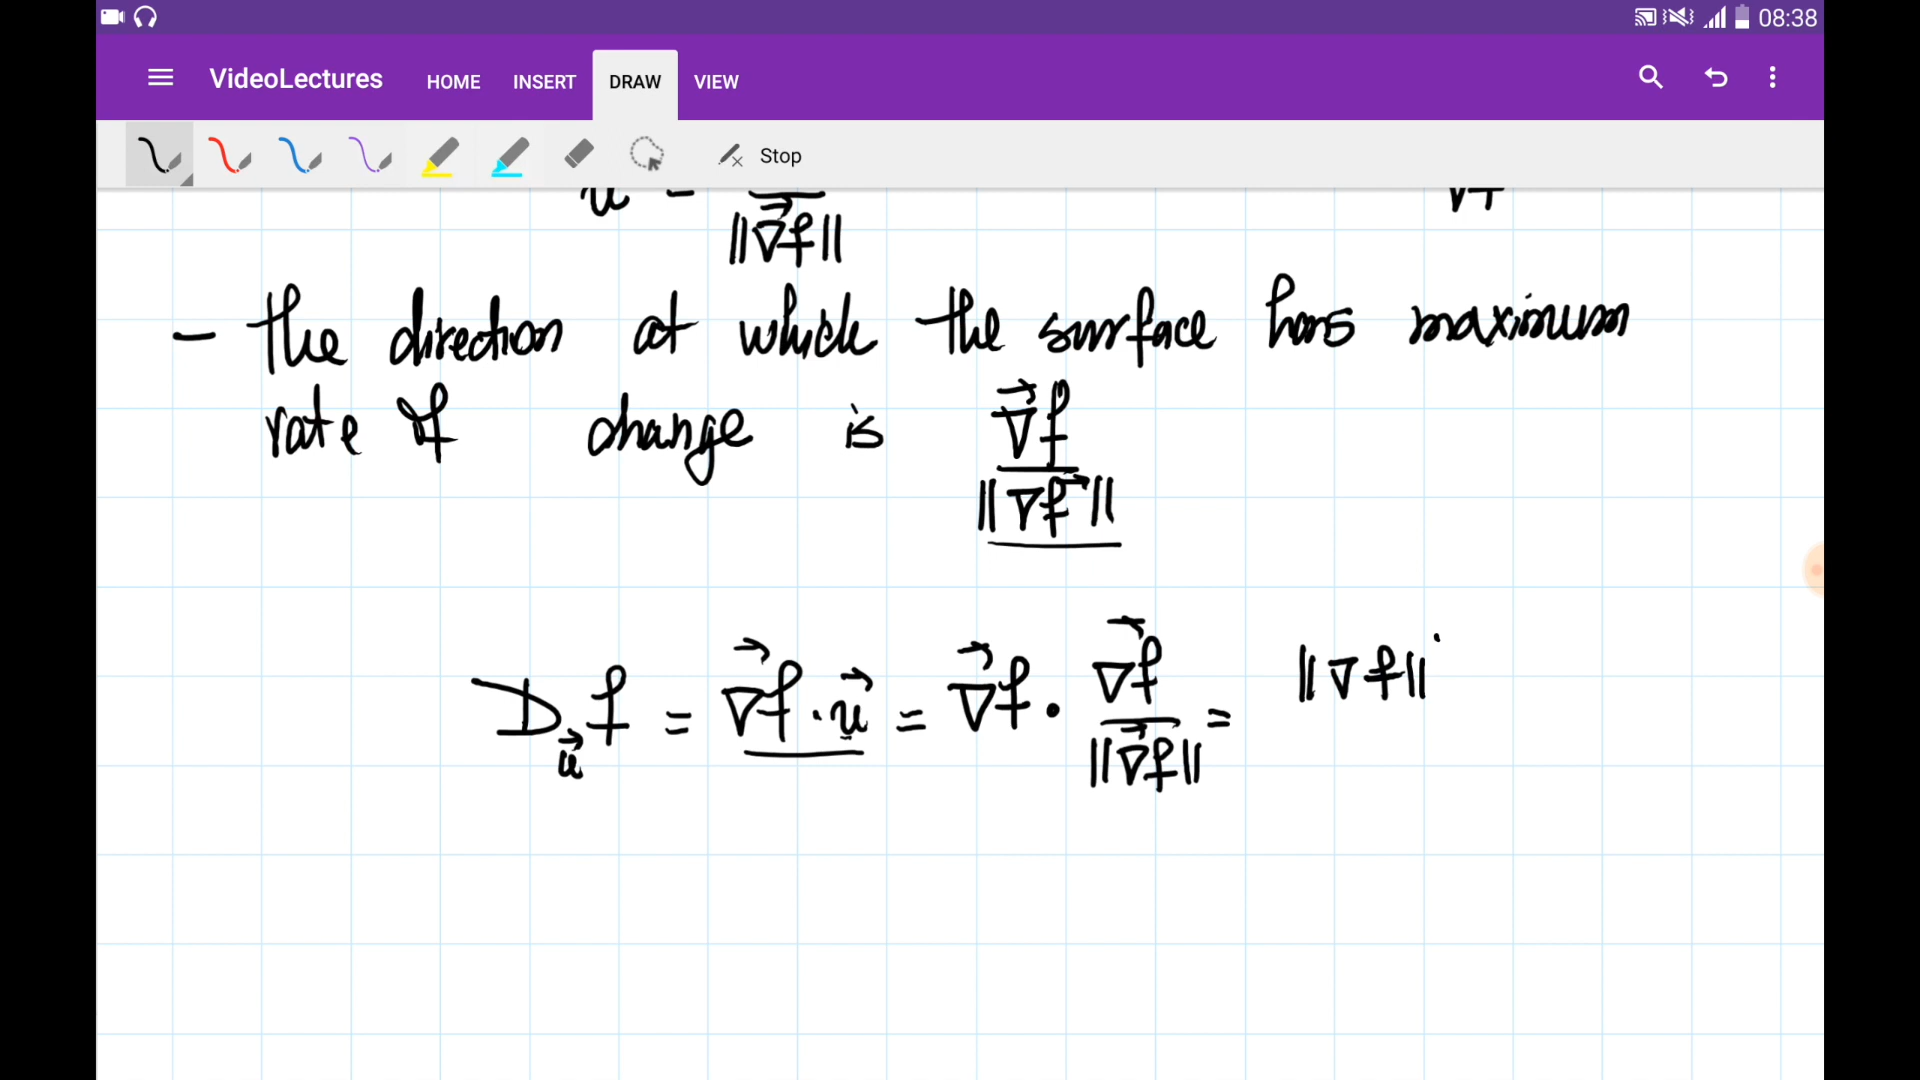 08:38
VideoLectures HOME INSERT DRAW VIEW
Stop
u = ‖∇f‖ ∇f
- the direction at which the surface has maximum
rate of change is ∇f / ‖∇f‖
D_u f = ∇f · u = ∇f · ∇f / ‖∇f‖ = ‖∇f‖